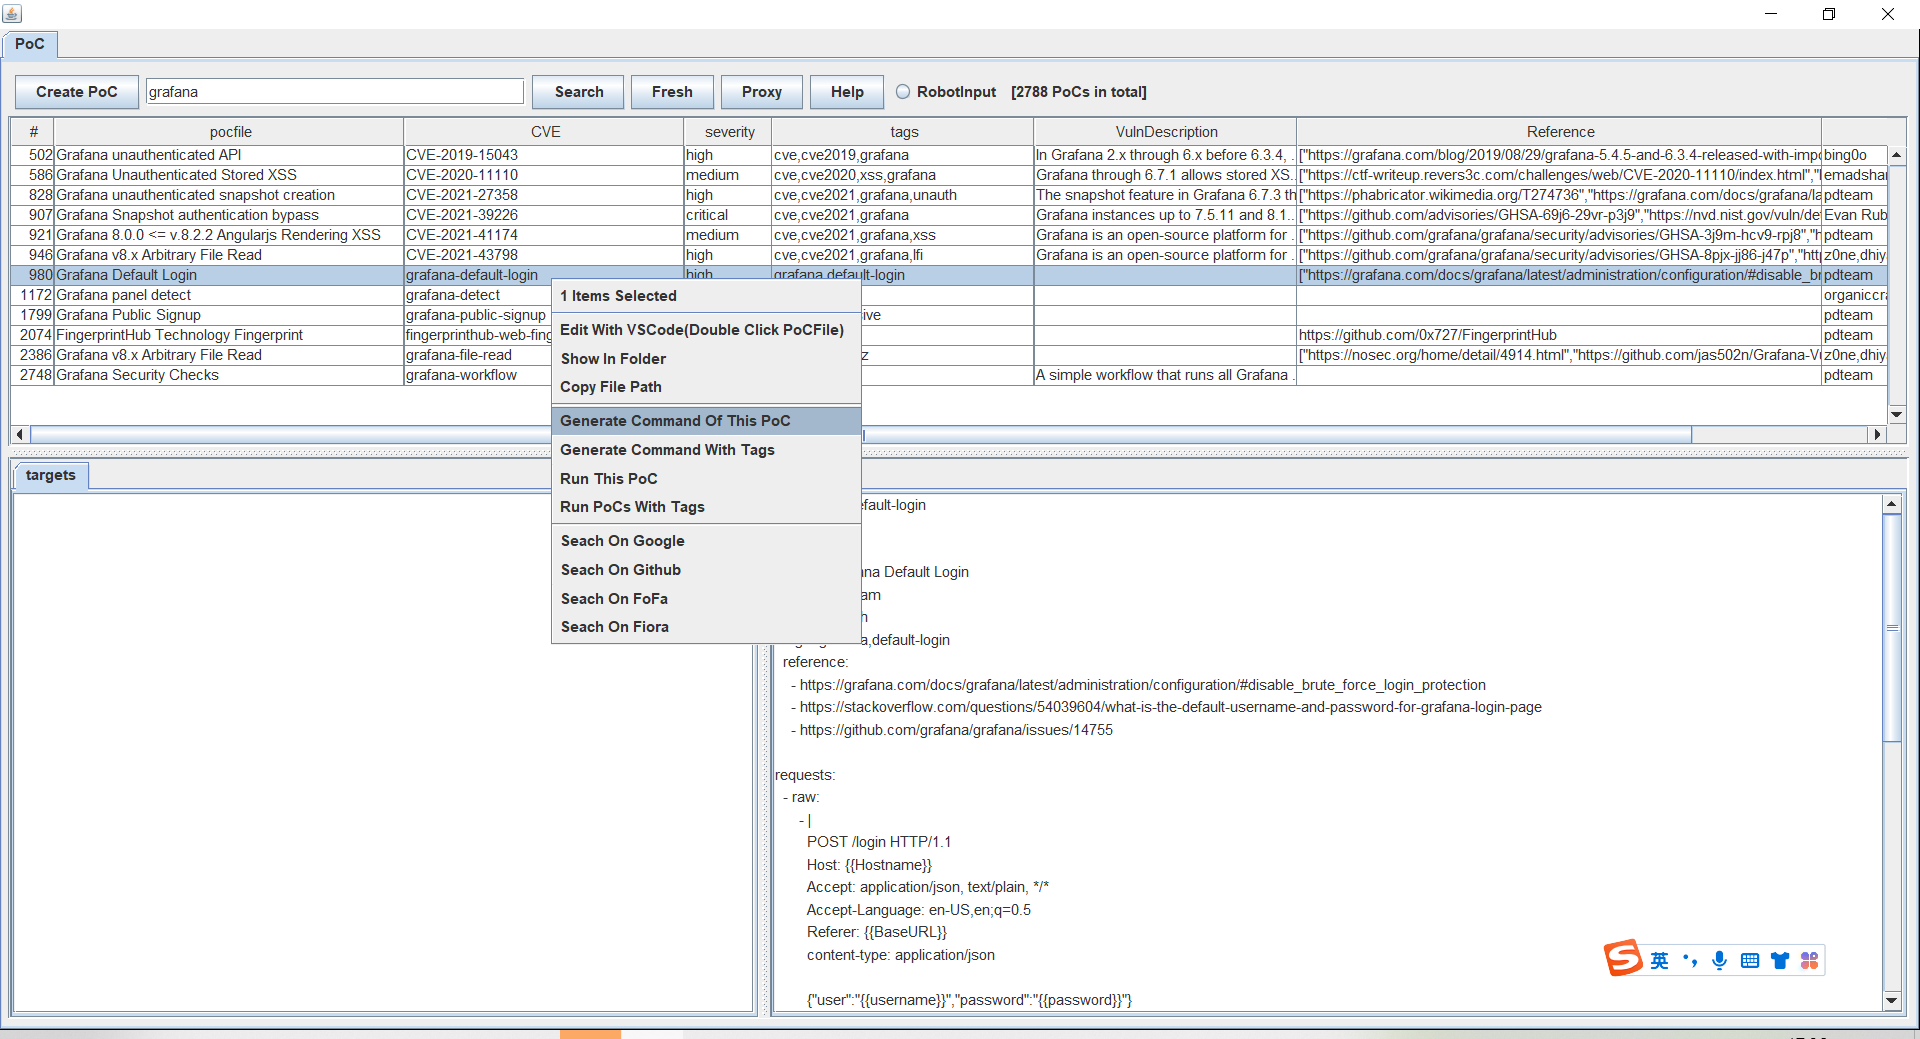 PoC
Create PoC grafana Search Fresh Proxy Help RobotInput [2788 PoCs in total]
# pocfile CVE severity tags VulnDescription Reference
502 Grafana unauthenticated API CVE-2019-15043 high cve,cve2019,grafana In Grafana 2.x through 6.x before 6.3.4, . ["https://grafana.com/blog/2019/08/29/grafana-5.4.5-and-6.3.4-released-with-impo bing0o
586 Grafana Unauthenticated Stored XSS CVE-2020-11110 medium cve,cve2020,xss,grafana Grafana through 6.7.1 allows stored XS.. ["https://ctf-writeup.revers3c.com/challenges/web/CVE-2020-11110/index.html"," emadshan
828 Grafana unauthenticated snapshot creation CVE-2021-27358 high cve,cve2021,grafana,unauth The snapshot feature in Grafana 6.7.3 th ["https://phabricator.wikimedia.org/T274736","https://grafana.com/docs/grafana/la pdteam
907 Grafana Snapshot authentication bypass CVE-2021-39226 critical cve,cve2021,grafana Grafana instances up to 7.5.11 and 8.1.. ["https://github.com/advisories/GHSA-69j6-29vr-p3j9","https://nvd.nist.gov/vuln/de Evan Rub
921 Grafana 8.0.0 <= v.8.2.2 Angularjs Rendering XSS CVE-2021-41174 medium cve,cve2021,grafana,xss Grafana is an open-source platform for . ["https://github.com/grafana/grafana/security/advisories/GHSA-3j9m-hcv9-rpj8","h pdteam
946 Grafana v8.x Arbitrary File Read CVE-2021-43798 high cve,cve2021,grafana,lfi Grafana is an open-source platform for . ["https://github.com/grafana/grafana/security/advisories/GHSA-8pjx-jj86-j47p","htt z0ne,dhiy
980 Grafana Default Login grafana-default-login high grafana,default-login ["https://grafana.com/docs/grafana/latest/administration/configuration/#disable_br pdteam
1172 Grafana panel detect grafana-detect organiccra
1799 Grafana Public Signup grafana-public-signup ive pdteam
2074 FingerprintHub Technology Fingerprint fingerprinthub-web-fing https://github.com/0x727/FingerprintHub pdteam
2386 Grafana v8.x Arbitrary File Read grafana-file-read z ["https://nosec.org/home/detail/4914.html","https://github.com/jas502n/Grafana-V z0ne,dhiy
2748 Grafana Security Checks grafana-workflow A simple workflow that runs all Grafana . pdteam
1 Items Selected
Edit With VSCode(Double Click PoCFile)
Show In Folder
Copy File Path
Generate Command Of This PoC
Generate Command With Tags
Run This PoC
Run PoCs With Tags
Seach On Google
Seach On Github
Seach On FoFa
Seach On Fiora
targets
fault-login
na Default Login
am
h
a,default-login
reference:
- https://grafana.com/docs/grafana/latest/administration/configuration/#disable_brute_force_login_protection
- https://stackoverflow.com/questions/54039604/what-is-the-default-username-and-password-for-grafana-login-page
- https://github.com/grafana/grafana/issues/14755
requests:
- raw:
- |
POST /login HTTP/1.1
Host: {{Hostname}}
Accept: application/json, text/plain, */*
Accept-Language: en-US,en;q=0.5
Referer: {{BaseURL}}
content-type: application/json
{"user":"{{username}}","password":"{{password}}"}
S 英